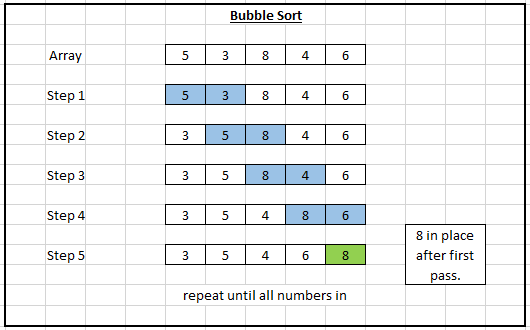 Bubble Sort
Array 5 3 8 4 6
Step 1 5 3 8 4 6
Step 2 3 5 8 4 6
Step 3 3 5 8 4 6
Step 4 3 5 4 8 6
8 in place
after first
pass.
Step 5 3 5 4 6 8
repeat until all numbers in